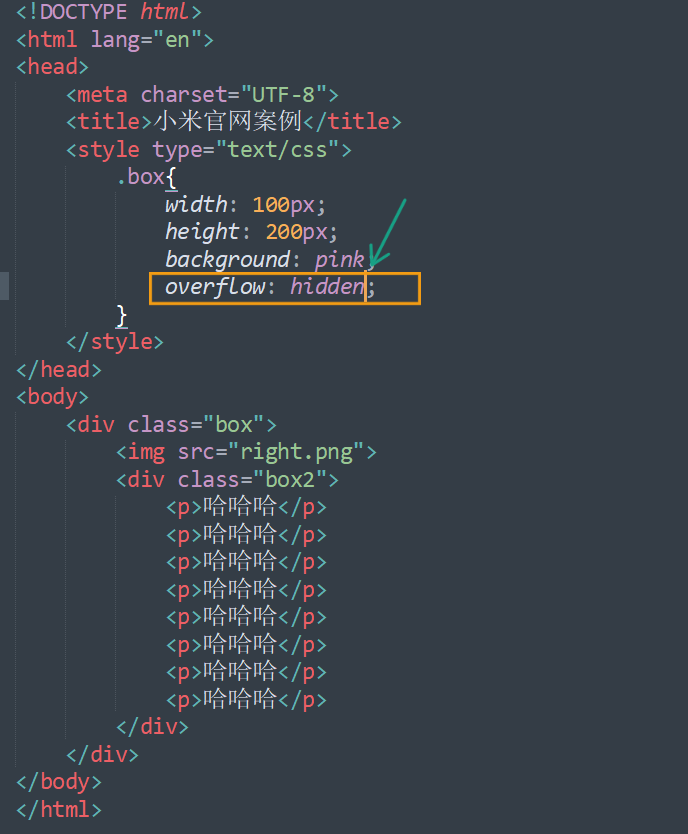 <!DOCTYPE html>
<html lang="en">
<head>
    <meta charset="UTF-8">
    <title>小米官网案例</title>
    <style type="text/css">
        .box{
            width: 100px;
            height: 200px;
            background: pink;
            overflow: hidden;
        }
    </style>
</head>
<body>
    <div class="box">
        <img src="right.png">
        <div class="box2">
            <p>哈哈哈</p>
            <p>哈哈哈</p>
            <p>哈哈哈</p>
            <p>哈哈哈</p>
            <p>哈哈哈</p>
            <p>哈哈哈</p>
            <p>哈哈哈</p>
            <p>哈哈哈</p>
        </div>
    </div>
</body>
</html>